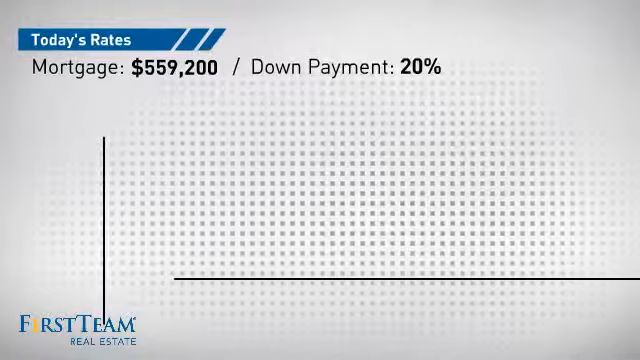 Today's Rates
Mortgage: $559,200 / Down Payment: 20%
FIRSTTEAM®
REAL ESTATE